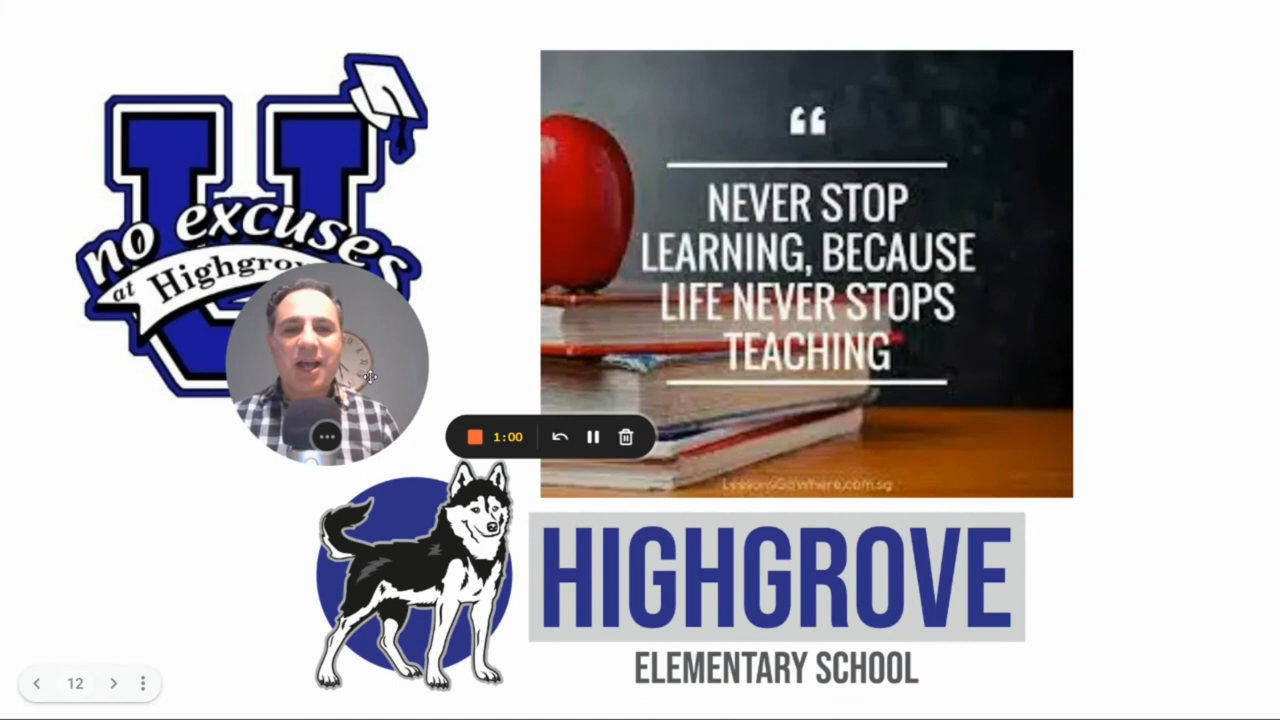 no excuses
at Highgro
“
NEVER STOP
LEARNING, BECAUSE
LIFE NEVER STOPS
TEACHING
LessonsGoWhere.com.sg
1:00
HIGHGROVE
ELEMENTARY SCHOOL
12